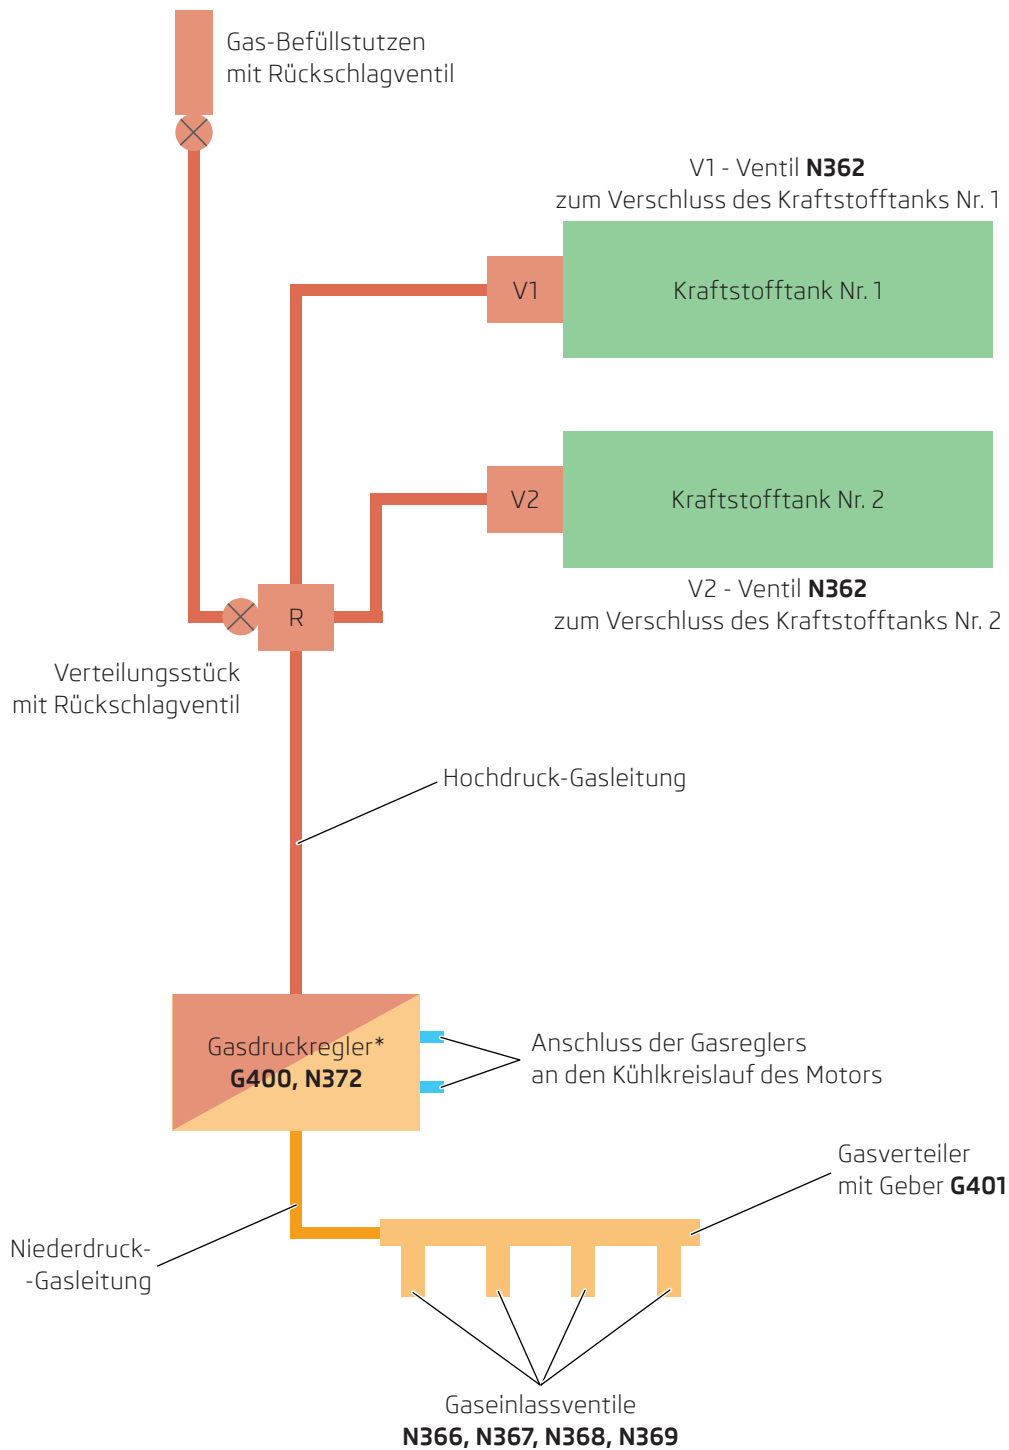 Gas-Befüllstutzen
mit Rückschlagventil
V1 - Ventil N362
zum Verschluss des Kraftstofftanks Nr. 1
V1
Kraftstofftank Nr. 1
V2
Kraftstofftank Nr. 2
V2 - Ventil N362
zum Verschluss des Kraftstofftanks Nr. 2
R
Verteilungsstück
mit Rückschlagventil
Hochdruck-Gasleitung
Gasdruckregler*
G400, N372
Anschluss der Gasreglers
an den Kühlkreislauf des Motors
Gasverteiler
mit Geber G401
Niederdruck-
-Gasleitung
Gaseinlassventile
N366, N367, N368, N369